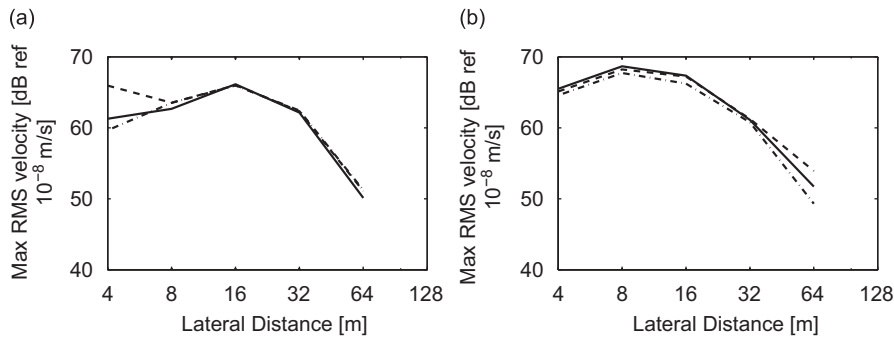 (a)
Max RMS velocity [dB ref
10⁻⁸ m/s]
70
60
50
40
4 8 16 32 64 128
Lateral Distance [m]
(b)
Max RMS velocity [dB ref
10⁻⁸ m/s]
70
60
50
40
4 8 16 32 64 128
Lateral Distance [m]